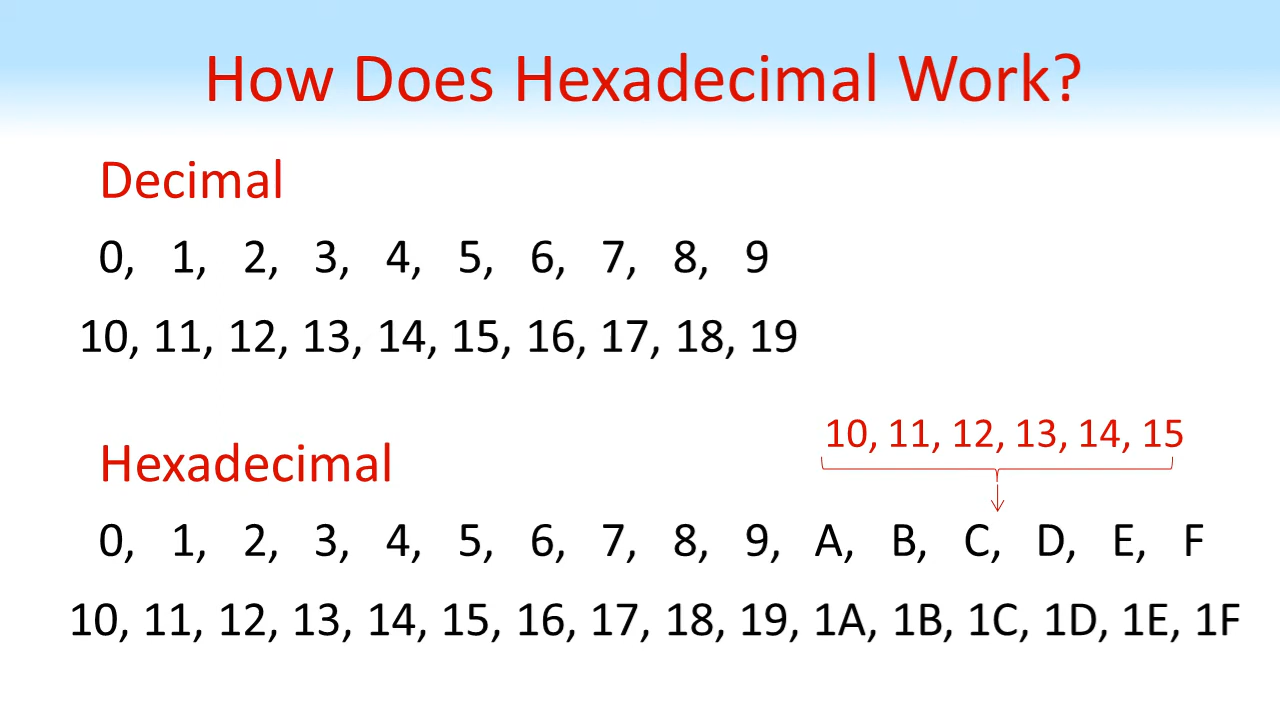 How Does Hexadecimal Work?
Decimal
0, 1, 2, 3, 4, 5, 6, 7, 8, 9
10, 11, 12, 13, 14, 15, 16, 17, 18, 19
10, 11, 12, 13, 14, 15
Hexadecimal
0, 1, 2, 3, 4, 5, 6, 7, 8, 9, A, B, C, D, E, F
10, 11, 12, 13, 14, 15, 16, 17, 18, 19, 1A, 1B, 1C, 1D, 1E, 1F